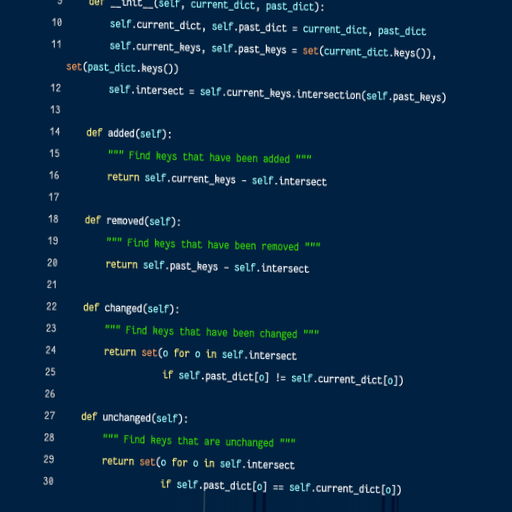 9 def __init__(self, current_dict, past_dict):
10 self.current_dict, self.past_dict = current_dict, past_dict
11 self.current_keys, self.past_keys = set(current_dict.keys()),
set(past_dict.keys())
12 self.intersect = self.current_keys.intersection(self.past_keys)
13
14 def added(self):
15 """ Find keys that have been added """
16 return self.current_keys - self.intersect
17
18 def removed(self):
19 """ Find keys that have been removed """
20 return self.past_keys - self.intersect
21
22 def changed(self):
23 """ Find keys that have been changed """
24 return set(o for o in self.intersect
25 if self.past_dict[o] != self.current_dict[o])
26
27 def unchanged(self):
28 """ Find keys that are unchanged """
29 return set(o for o in self.intersect
30 if self.past_dict[o] == self.current_dict[o])